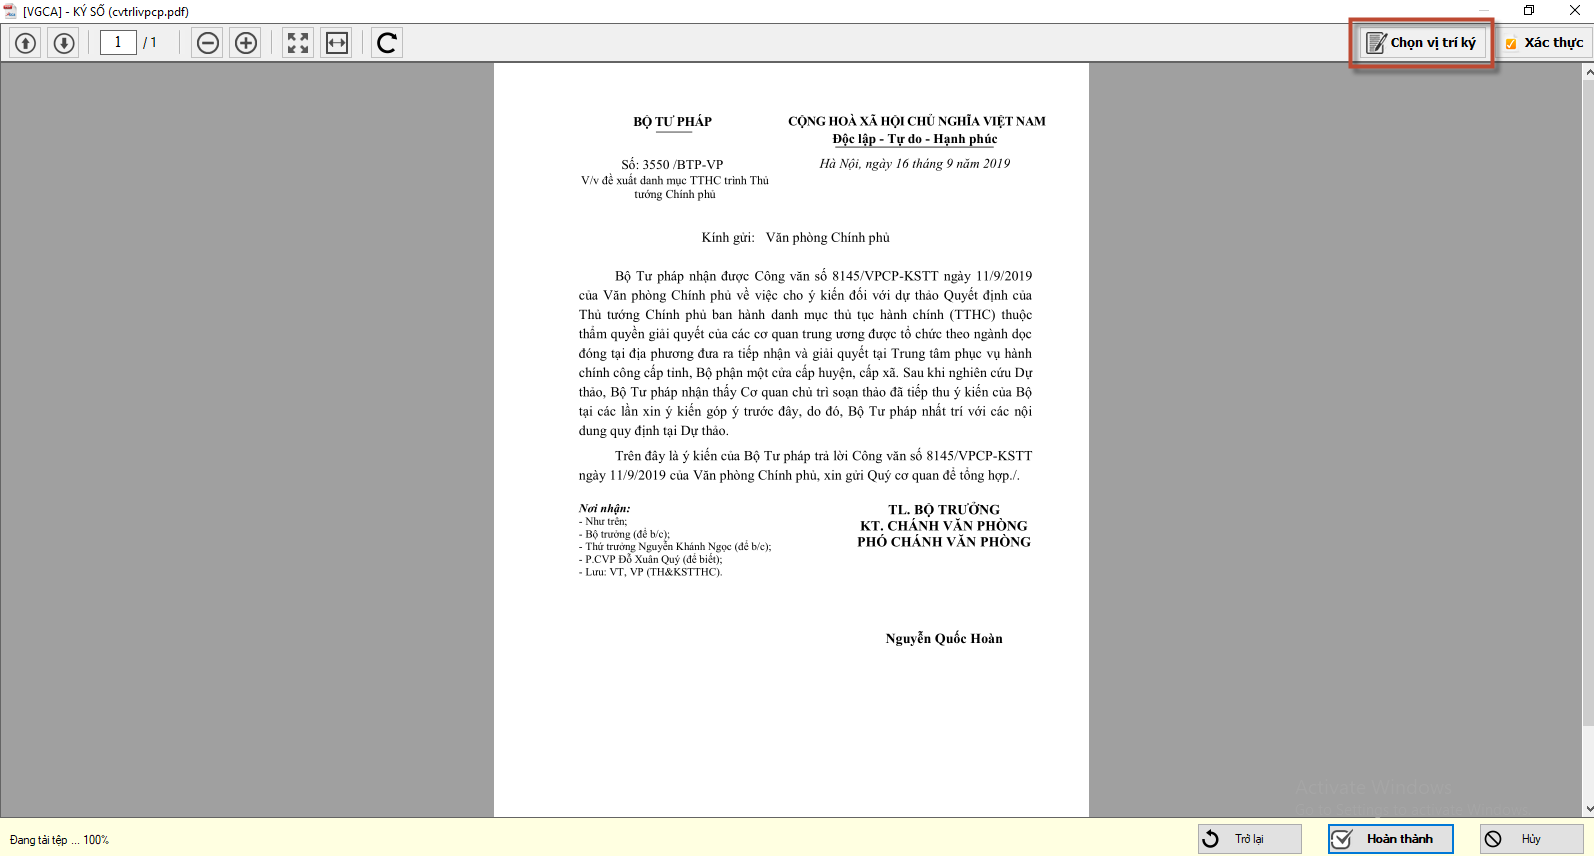 [VGCA] - KÝ SỐ (cvtrlivpcp.pdf)
1 / 1
Chọn vị trí ký
Xác thực
BỘ TƯ PHÁP
CỘNG HOÀ XÃ HỘI CHỦ NGHĨA VIỆT NAM
Độc lập - Tự do - Hạnh phúc
Số: 3550 /BTP-VP
Hà Nội, ngày 16 tháng 9 năm 2019
V/v đề xuất danh mục TTHC trình Thủ
tướng Chính phủ
Kính gửi: Văn phòng Chính phủ
Bộ Tư pháp nhận được Công văn số 8145/VPCP-KSTT ngày 11/9/2019
của Văn phòng Chính phủ về việc cho ý kiến đối với dự thảo Quyết định của
Thủ tướng Chính phủ ban hành danh mục thủ tục hành chính (TTHC) thuộc
thẩm quyền giải quyết của các cơ quan trung ương được tổ chức theo ngành dọc
đóng tại địa phương đưa ra tiếp nhận và giải quyết tại Trung tâm phục vụ hành
chính công cấp tỉnh, Bộ phận một cửa cấp huyện, cấp xã. Sau khi nghiên cứu Dự
thảo, Bộ Tư pháp nhận thấy Cơ quan chủ trì soạn thảo đã tiếp thu ý kiến của Bộ
tại các lần xin ý kiến góp ý trước đây, do đó, Bộ Tư pháp nhất trí với các nội
dung quy định tại Dự thảo.
Trên đây là ý kiến của Bộ Tư pháp trả lời Công văn số 8145/VPCP-KSTT
ngày 11/9/2019 của Văn phòng Chính phủ, xin gửi Quý cơ quan để tổng hợp./.
Nơi nhận:
- Như trên;
- Bộ trưởng (để b/c);
- Thứ trưởng Nguyễn Khánh Ngọc (để b/c);
- P.CVP Đỗ Xuân Quý (để biết);
- Lưu: VT, VP (TH&KSTTHC).
TL. BỘ TRƯỞNG
KT. CHÁNH VĂN PHÒNG
PHÓ CHÁNH VĂN PHÒNG
Nguyễn Quốc Hoàn
Activate Windows
Go to Settings to activate Windows.
Đang tải tệp ... 100%
Trở lại
Hoàn thành
Hủy